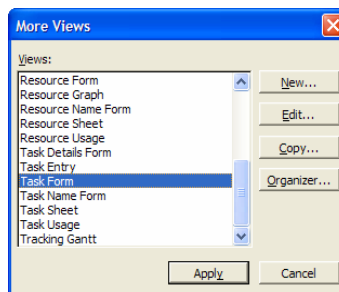 More Views
Views:
Resource Form
Resource Graph
Resource Name Form
Resource Sheet
Resource Usage
Task Details Form
Task Entry
Task Form
Task Name Form
Task Sheet
Task Usage
Tracking Gantt
New...
Edit...
Copy...
Organizer...
Apply
Cancel